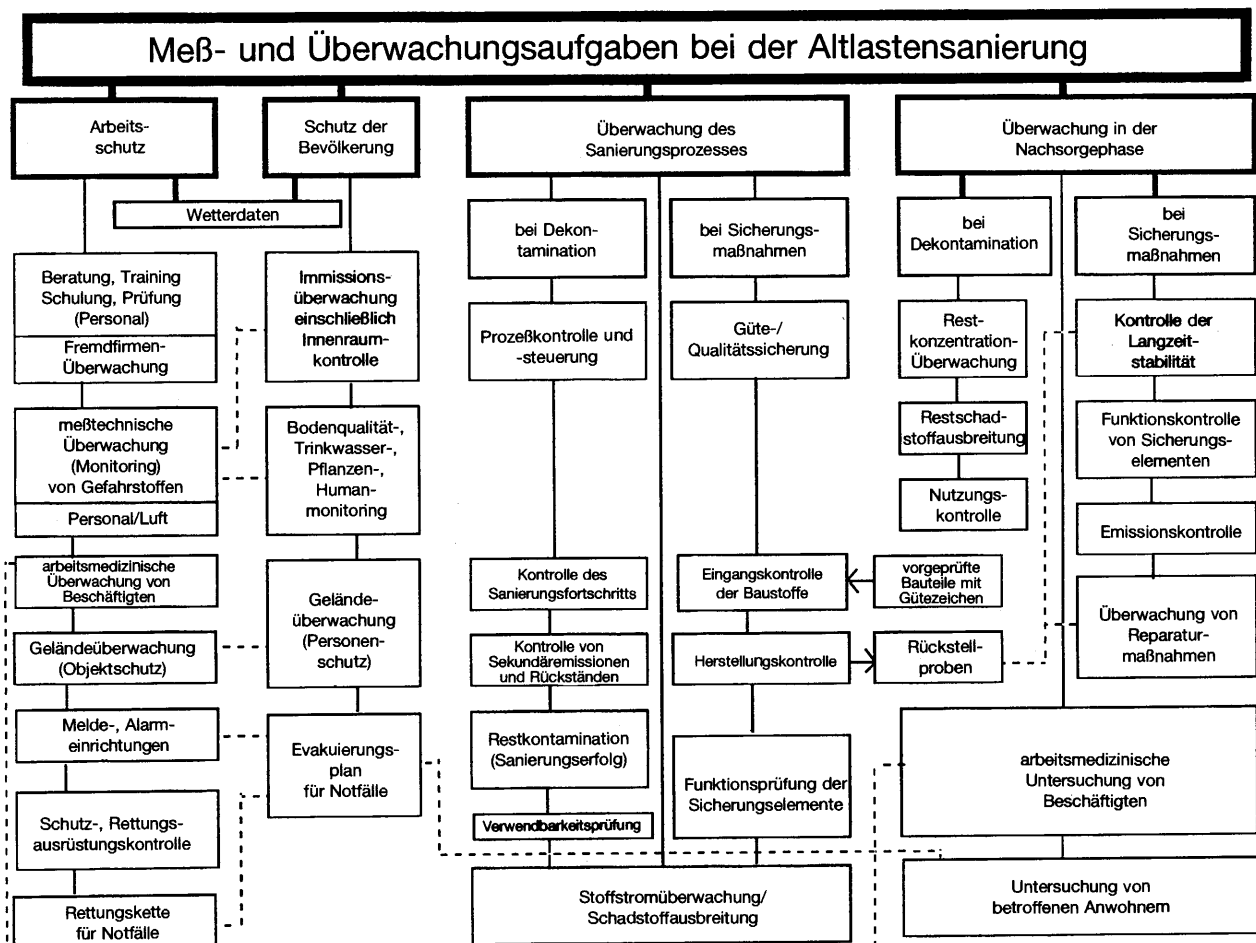 Meß- und Überwachungsaufgaben bei der Altlastensanierung
Arbeits-
schutz
Schutz der
Bevölkerung
Wetterdaten
Beratung, Training
Schulung, Prüfung
(Personal)
Fremdfirmen-
Überwachung
meßtechnische
Überwachung
(Monitoring)
von Gefahrstoffen
Personal/Luft
arbeitsmedizinische
Überwachung von
Beschäftigten
Geländeüberwachung
(Objektschutz)
Melde-, Alarm-
einrichtungen
Schutz-, Rettungs-
ausrüstungskontrolle
Rettungskette
für Notfälle
Immissions-
überwachung
einschließlich
Innenraum-
kontrolle
Bodenqualität-,
Trinkwasser-,
Pflanzen-,
Human-
monitoring
Gelände-
überwachung
(Personen-
schutz)
Evakuierungs-
plan
für Notfälle
Überwachung des
Sanierungsprozesses
bei Dekon-
tamination
Prozeßkontrolle und
-steuerung
Kontrolle des
Sanierungsfortschritts
Kontrolle von
Sekundäremissionen
und Rückständen
Restkontamination
(Sanierungserfolg)
Verwendbarkeitsprüfung
bei Sicherungs-
maßnahmen
Güte-/
Qualitätssicherung
Eingangskontrolle
der Baustoffe
vorgeprüfte
Bauteile mit
Gütezeichen
Herstellungskontrolle
Rückstell-
proben
Funktionsprüfung der
Sicherungselemente
Stoffstromüberwachung/
Schadstoffausbreitung
Überwachung in der
Nachsorgephase
bei
Dekontamination
Rest-
konzentration-
Überwachung
Restschad-
stoffausbreitung
Nutzungs-
kontrolle
bei
Sicherungs-
maßnahmen
Kontrolle der
Langzeit-
stabilität
Funktionskontrolle
von Sicherungs-
elementen
Emissionskontrolle
Überwachung von
Reparatur-
maßnahmen
arbeitsmedizinische
Untersuchung von
Beschäftigten
Untersuchung von
betroffenen Anwohnern